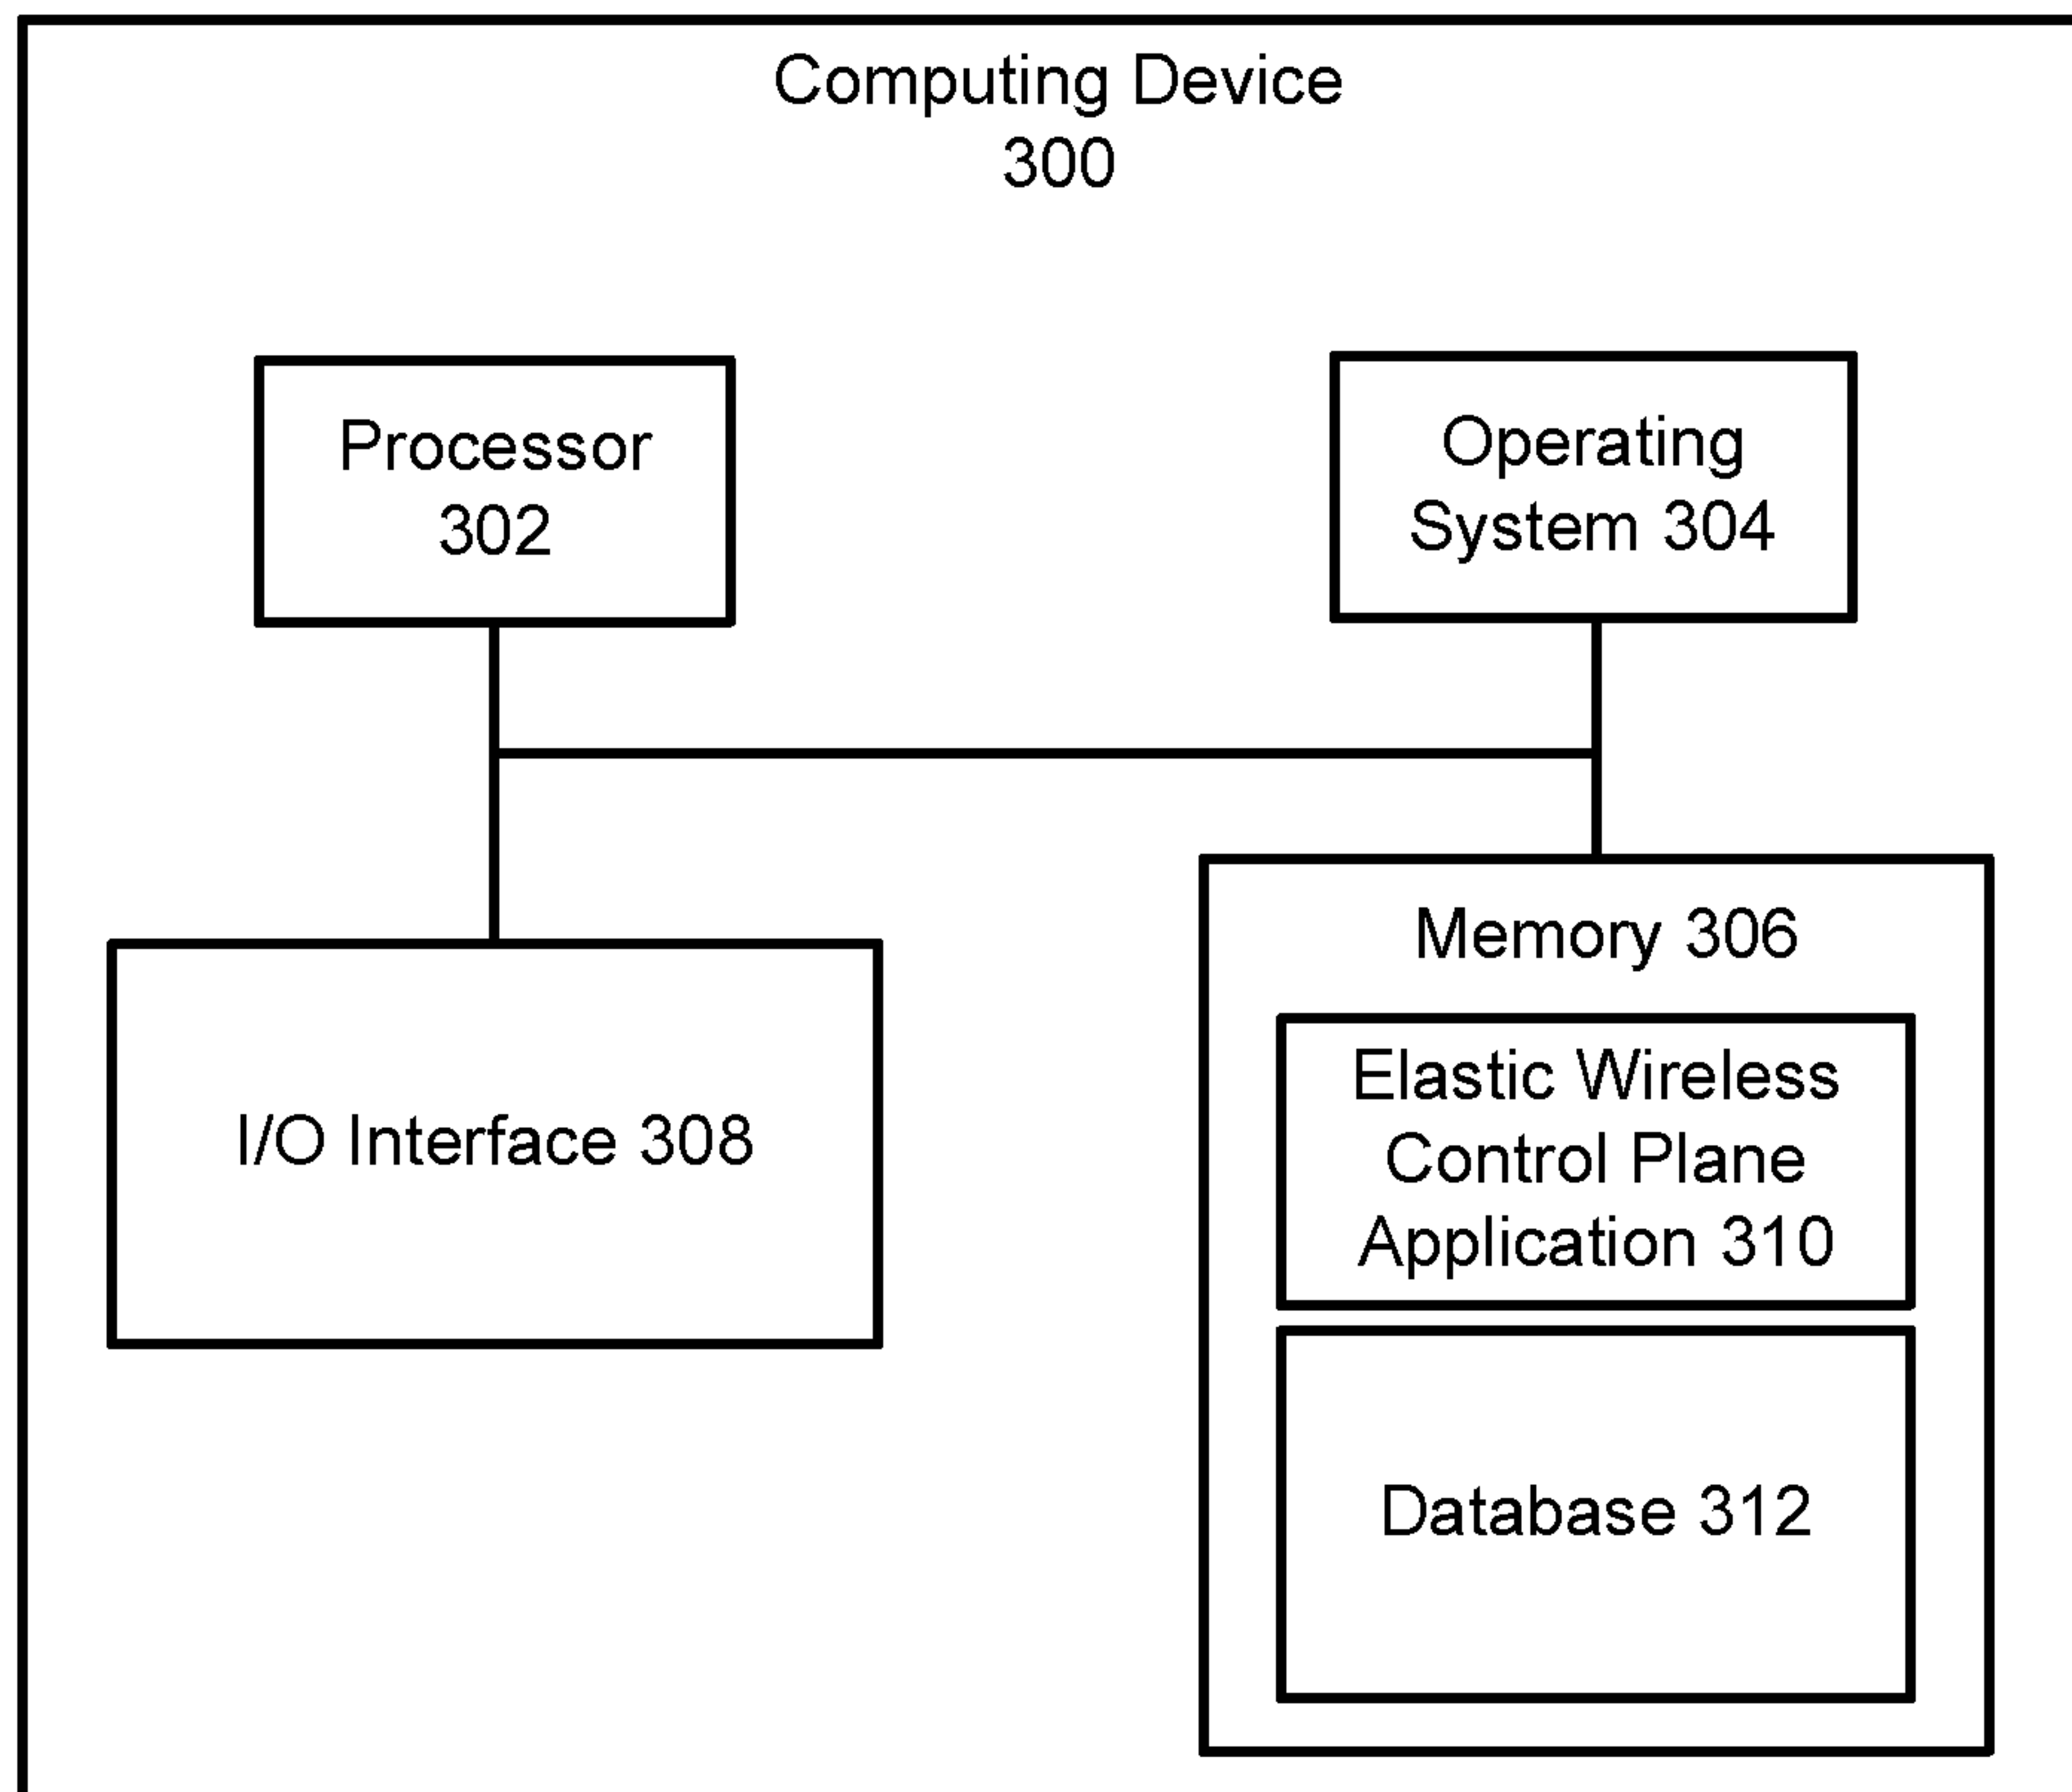 Computing Device
300
Processor
302
Operating
System 304
I/O Interface 308
Memory 306
Elastic Wireless
Control Plane
Application 310
Database 312